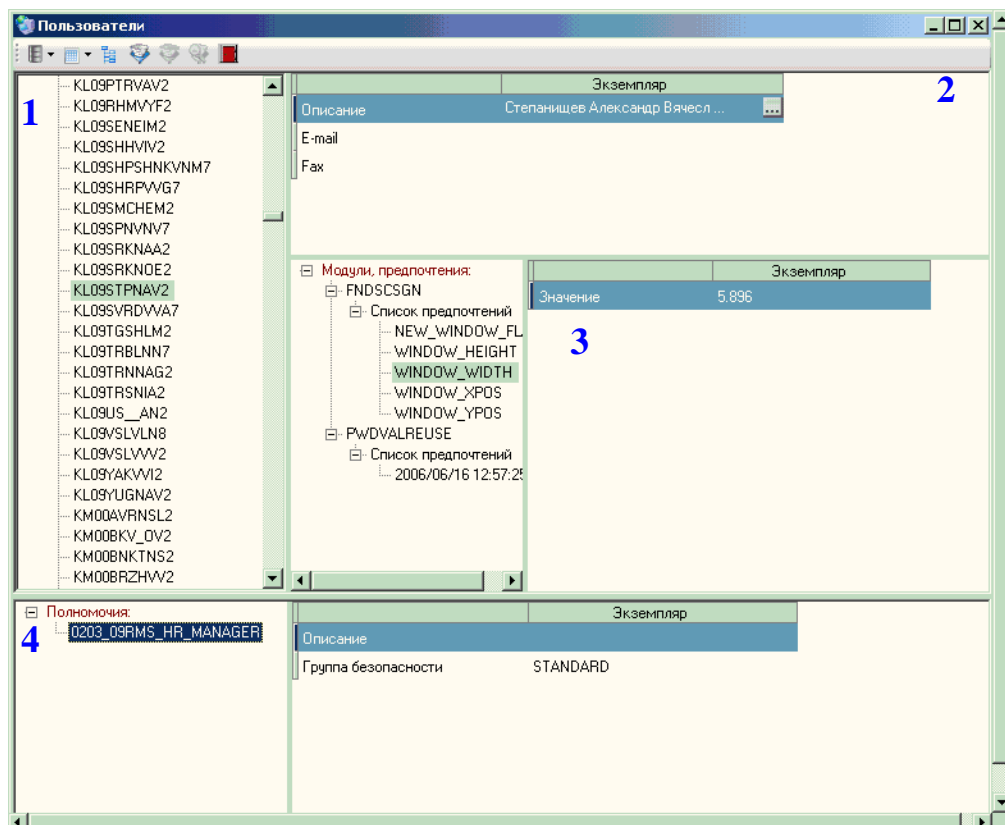 Пользователи
1
KL09PTRVAV2
KL09RHMVYF2
KL09SENEIM2
KL09SHHVIV2
KL09SHPSHNKVNM7
KL09SHRPVVG7
KL09SMCHEM2
KL09SPNVNV7
KL09SRKNAA2
KL09SRKNOE2
KL09STPNAV2
KL09SVRDVVA7
KL09TGSHLM2
KL09TRBLNN7
KL09TRNNAG2
KL09TRSNIA2
KL09US__AN2
KL09VSLVLN8
KL09VSLVVV2
KL09YAKVVI2
KL09YUGNAV2
KM00AVRNSL2
KM00BKV_OV2
KM00BNKTNS2
KM00BRZHVV2
2
Экземпляр
Описание Степанищев Александр Вячесл ... ...
E-mail
Fax
Модули, предпочтения:
FNDSCSGN
Список предпочтений
NEW_WINDOW_FL
WINDOW_HEIGHT
WINDOW_WIDTH
WINDOW_XPOS
WINDOW_YPOS
PWDVALREUSE
Список предпочтений
2006/06/16 12:57:25
Экземпляр
Значение 5.896
3
Полномочия:
4
0203_09RMS_HR_MANAGER
Экземпляр
Описание
Группа безопасности STANDARD